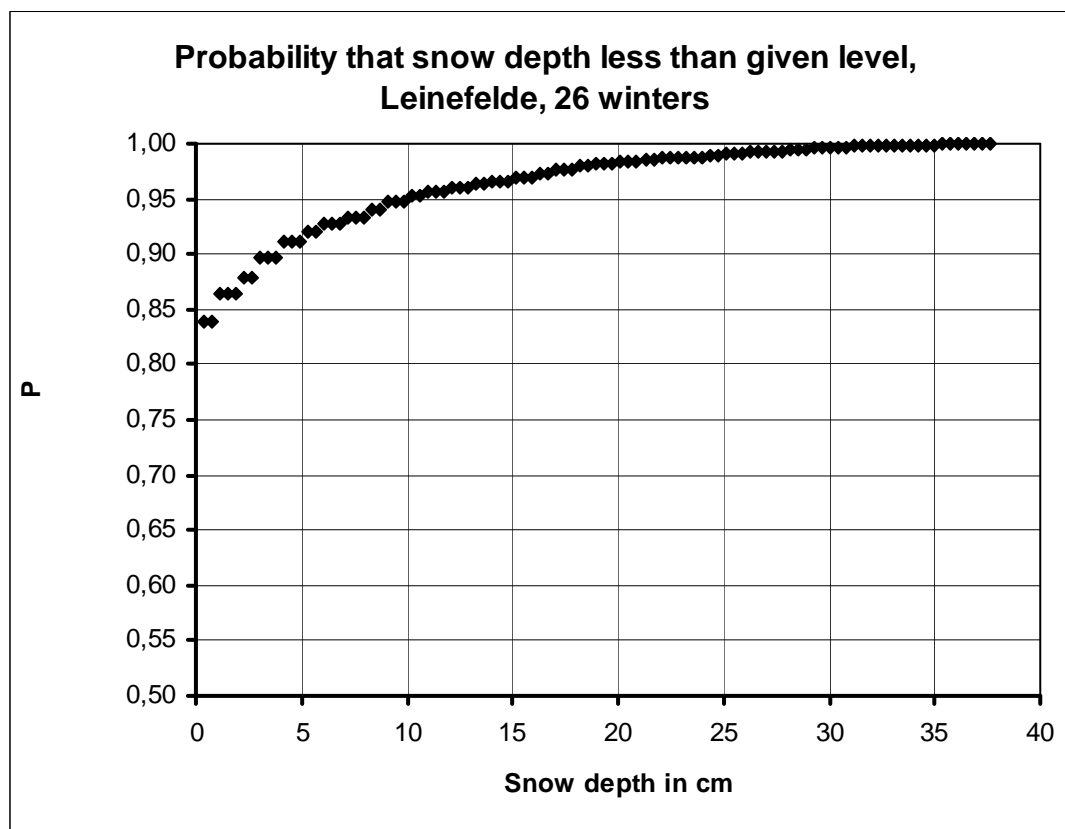 Probability that snow depth less than given level,
Leinefelde, 26 winters
1,00
0,95
0,90
0,85
0,80
0,75
0,70
0,65
0,60
0,55
0,50
P
0 5 10 15 20 25 30 35 40
Snow depth in cm